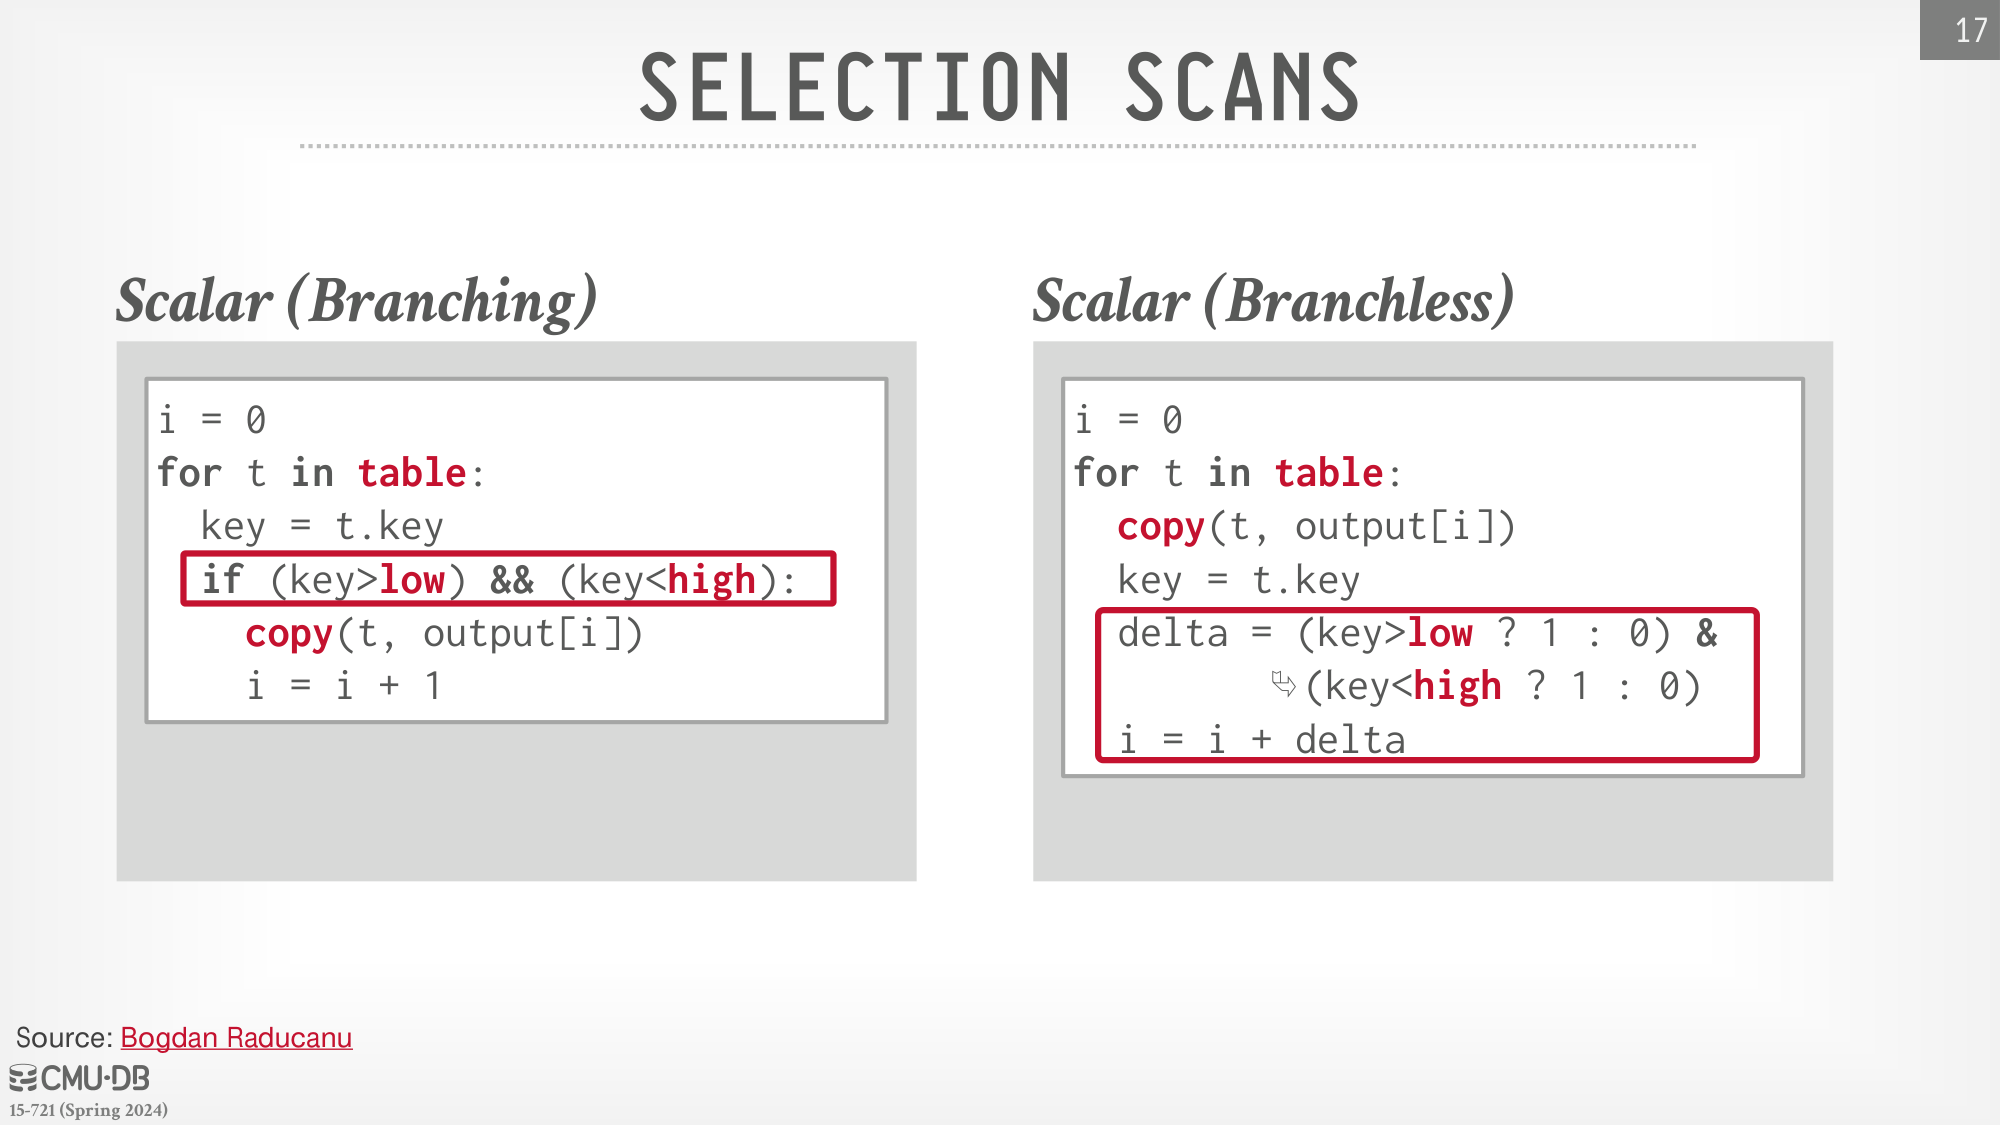 17
SELECTION SCANS
Scalar (Branching)
i = 0
for t in table:
  key = t.key
  if (key>low) && (key<high):
    copy(t, output[i])
    i = i + 1
Scalar (Branchless)
i = 0
for t in table:
  copy(t, output[i])
  key = t.key
  delta = (key>low ? 1 : 0) &
         ⮡(key<high ? 1 : 0)
  i = i + delta
Source: Bogdan Raducanu
CMU·DB
15-721 (Spring 2024)